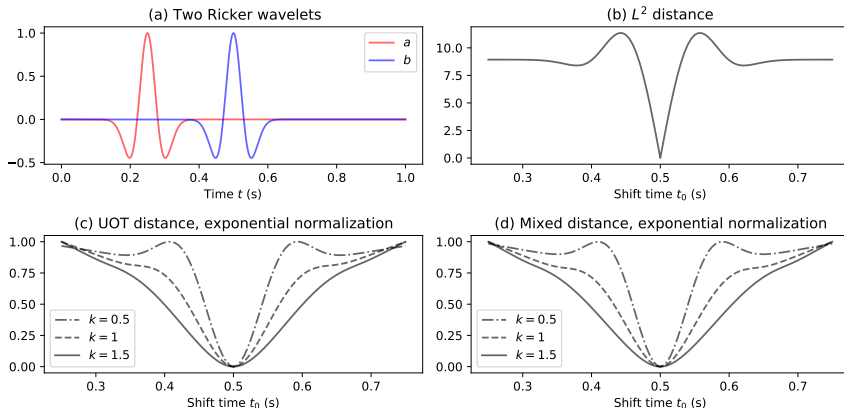 (a) Two Ricker wavelets
1.0
0.5
0.0
−0.5
0.0 0.2 0.4 0.6 0.8 1.0
Time t (s)
a
b
(b) L² distance
10.0
7.5
5.0
2.5
0.0
0.3 0.4 0.5 0.6 0.7
Shift time t₀ (s)
(c) UOT distance, exponential normalization
1.00
0.75
0.50
0.25
0.00
k = 0.5
k = 1
k = 1.5
0.3 0.4 0.5 0.6 0.7
Shift time t₀ (s)
(d) Mixed distance, exponential normalization
1.00
0.75
0.50
0.25
0.00
k = 0.5
k = 1
k = 1.5
0.3 0.4 0.5 0.6 0.7
Shift time t₀ (s)